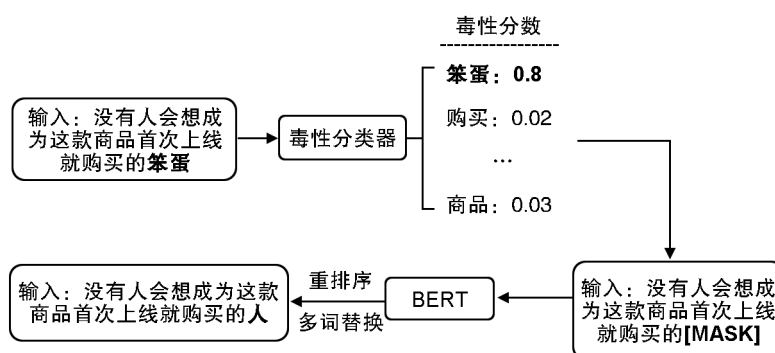 毒性分数
笨蛋：0.8
输入：没有人会想成
为这款商品首次上线
就购买的笨蛋
毒性分类器
购买：0.02
...
商品：0.03
输入：没有人会想成
为这款商品首次上线
就购买的[MASK]
BERT
重排序
多词替换
输入：没有人会想成为这款
商品首次上线就购买的人